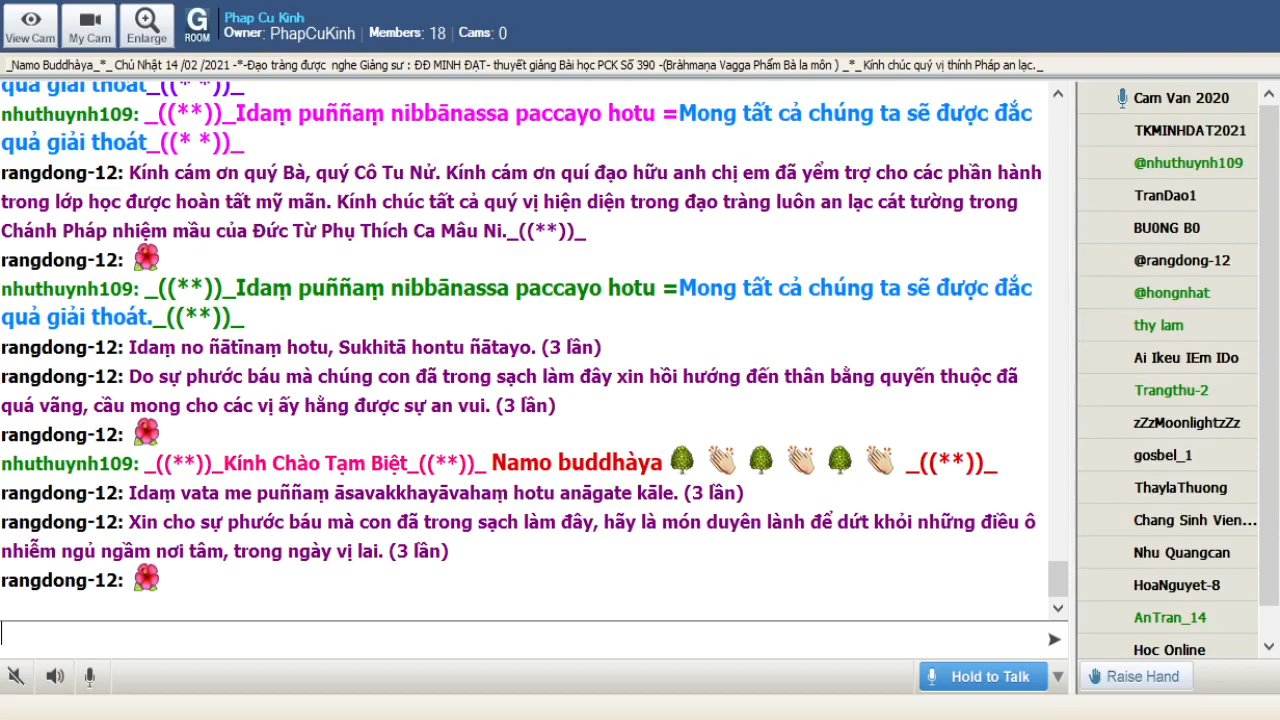 View Cam
My Cam
Enlarge
G
ROOM
Phap Cu Kinh
Owner: PhapCuKinh | Members: 18 | Cams: 0
_Namo Buddhàya_*_ Chủ Nhật 14 /02 /2021 -*-Đạo tràng được nghe Giảng sư : ĐĐ MINH ĐẠT- thuyết giảng Bài học PCK Số 390 -(Bràhmaṇa Vagga Phẩm Bà la môn ) _*_ Kính chúc quý vị thính Pháp an lạc._
quả giải thoát_((* *))_
nhuthuynh109: _((**))_Idaṃ puññaṃ nibbānassa paccayo hotu =Mong tất cả chúng ta sẽ được đắc
quả giải thoát_((* *))_
rangdong-12: Kính cám ơn quý Bà, quý Cô Tu Nử. Kính cám ơn quí đạo hữu anh chị em đã yểm trợ cho các phần hành
trong lớp học được hoàn tất mỹ mãn. Kính chúc tất cả quý vị hiện diện trong đạo tràng luôn an lạc cát tường trong
Chánh Pháp nhiệm mầu của Đức Từ Phụ Thích Ca Mâu Ni._((**))_
rangdong-12:
nhuthuynh109: _((**))_Idaṃ puññaṃ nibbānassa paccayo hotu =Mong tất cả chúng ta sẽ được đắc
quả giải thoát._((**))_
rangdong-12: Idaṃ no ñātīnaṃ hotu, Sukhitā hontu ñātayo. (3 lần)
rangdong-12: Do sự phước báu mà chúng con đã trong sạch làm đây xin hồi hướng đến thân bằng quyến thuộc đã
quá vãng, cầu mong cho các vị ấy hằng được sự an vui. (3 lần)
rangdong-12:
nhuthuynh109: _((**))_Kính Chào Tạm Biệt_((**))_ Namo buddhàya _((**))_
rangdong-12: Idaṃ vata me puññaṃ āsavakkhayāvahaṃ hotu anāgate kāle. (3 lần)
rangdong-12: Xin cho sự phước báu mà con đã trong sạch làm đây, hãy là món duyên lành để dứt khỏi những điều ô
nhiễm ngủ ngầm nơi tâm, trong ngày vị lai. (3 lần)
rangdong-12:
Hold to Talk
Cam Van 2020
TKMINHDAT2021
@nhuthuynh109
TranDao1
BU0NG B0
@rangdong-12
@hongnhat
thy lam
Ai lkeu IEm IDo
Trangthu-2
zZzMoonlightzZz
gosbel_1
ThaylaThuong
Chang Sinh Vien...
Nhu Quangcan
HoaNguyet-8
AnTran_14
Hoc Online
Raise Hand